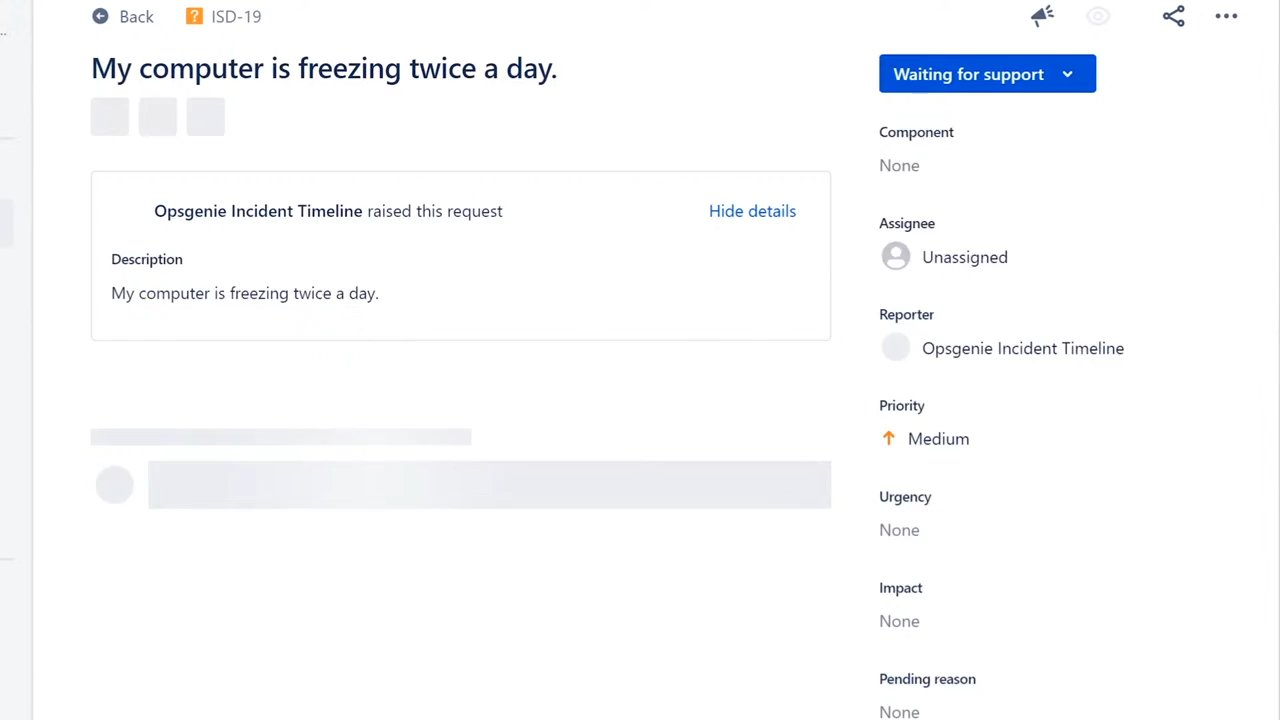 Back
ISD-19
My computer is freezing twice a day.
Opsgenie Incident Timeline raised this request
Hide details
Description
My computer is freezing twice a day.
Waiting for support
Component
None
Assignee
Unassigned
Reporter
Opsgenie Incident Timeline
Priority
Medium
Urgency
None
Impact
None
Pending reason
None